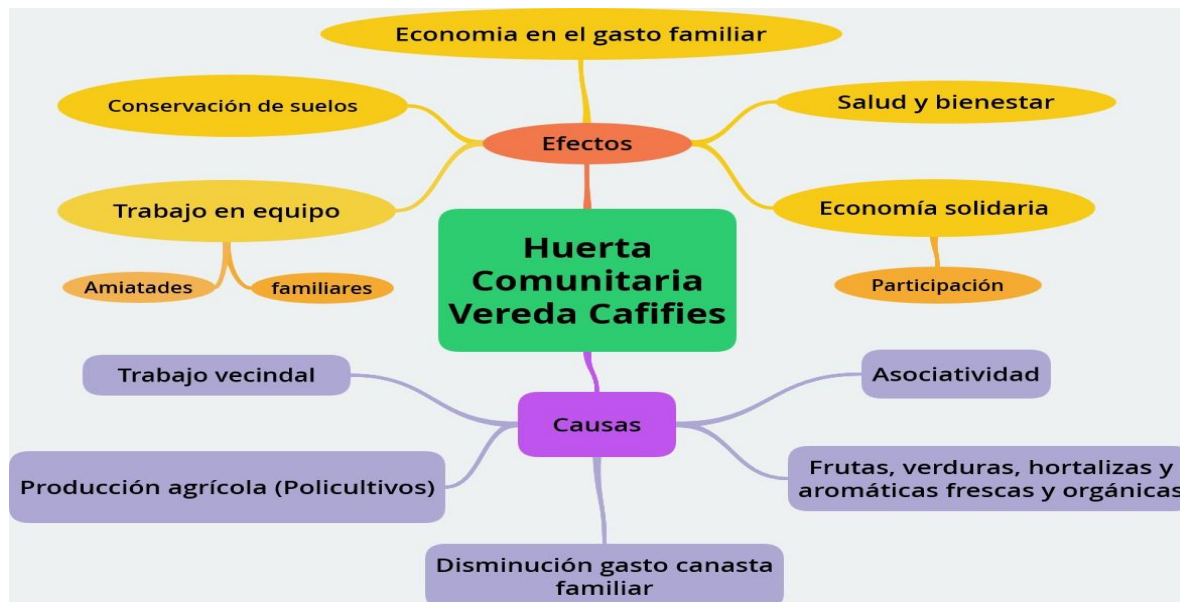 Economia en el gasto familiar
Conservación de suelos
Salud y bienestar
Efectos
Trabajo en equipo
Economía solidaria
Amiatades
familiares
Participación
Huerta
Comunitaria
Vereda Cafifies
Trabajo vecindal
Asociatividad
Causas
Producción agrícola (Policultivos)
Frutas, verduras, hortalizas y
aromáticas frescas y orgánicas
Disminución gasto canasta
familiar